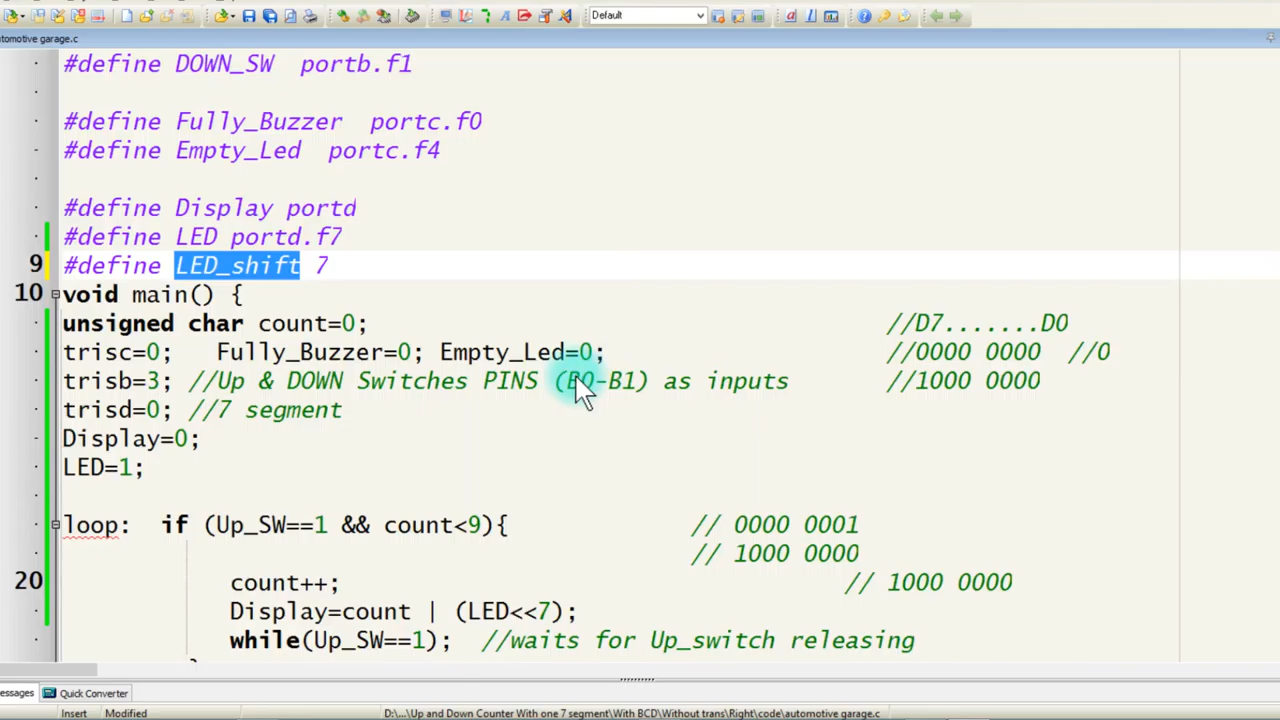 Default
utomotive garage.c
#define DOWN_SW portb.f1
#define Fully_Buzzer portc.f0
#define Empty_Led portc.f4
#define Display portd
#define LED portd.f7
9 #define LED_shift 7
10 void main() {
unsigned char count=0; //D7.......D0
trisc=0; Fully_Buzzer=0; Empty_Led=0; //0000 0000 //0
trisb=3; //Up & DOWN Switches PINS (B0-B1) as inputs //1000 0000
trisd=0; //7 segment
Display=0;
LED=1;
loop: if (Up_SW==1 && count<9){ // 0000 0001
// 1000 0000
20 count++; // 1000 0000
Display=count | (LED<<7);
while(Up_SW==1); //waits for Up_switch releasing
essages Quick Converter
Insert Modified D:\...\Up and Down Counter With one 7 segment\With BCD\Without trans\Right\code\automotive garage.c